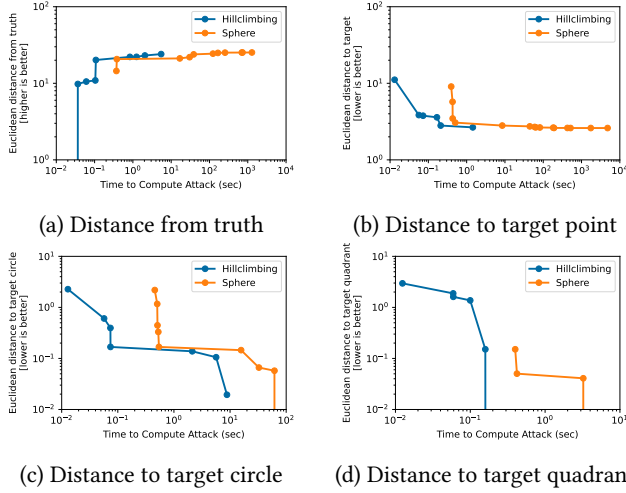 Euclidean distance from truth
[higher is better]
10²
10¹
10⁰
Hillclimbing
Sphere
10⁻² 10⁻¹ 10⁰ 10¹ 10² 10³ 10⁴
Time to Compute Attack (sec)
(a) Distance from truth
Euclidean distance to target
[lower is better]
10²
10¹
10⁰
Hillclimbing
Sphere
10⁻² 10⁻¹ 10⁰ 10¹ 10² 10³ 10⁴
Time to Compute Attack (sec)
(b) Distance to target point
Euclidean distance to target circle
[lower is better]
10¹
10⁰
10⁻¹
10⁻²
Hillclimbing
Sphere
10⁻² 10⁻¹ 10⁰ 10¹ 10²
Time to Compute Attack (sec)
(c) Distance to target circle
Euclidean distance to target quadrant
[lower is better]
10¹
10⁰
10⁻¹
10⁻²
Hillclimbing
Sphere
10⁻² 10⁻¹ 10⁰ 10¹
Time to Compute Attack (sec)
(d) Distance to target quadran